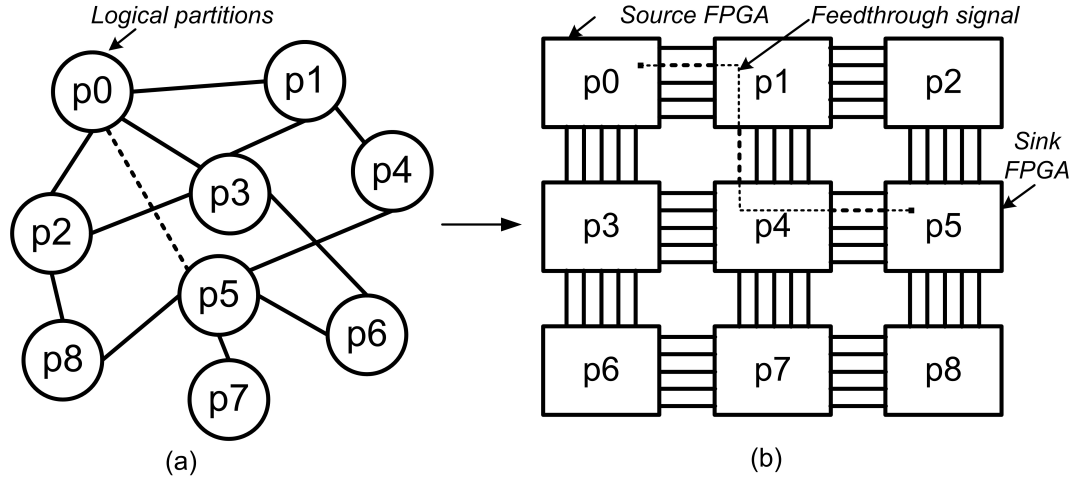 Logical partitions
p0
p1
p3
p4
p2
p5
p6
p8
p7
(a)
Source FPGA
Feedthrough signal
p0
p1
p2
Sink
FPGA
p3
p4
p5
p6
p7
p8
(b)